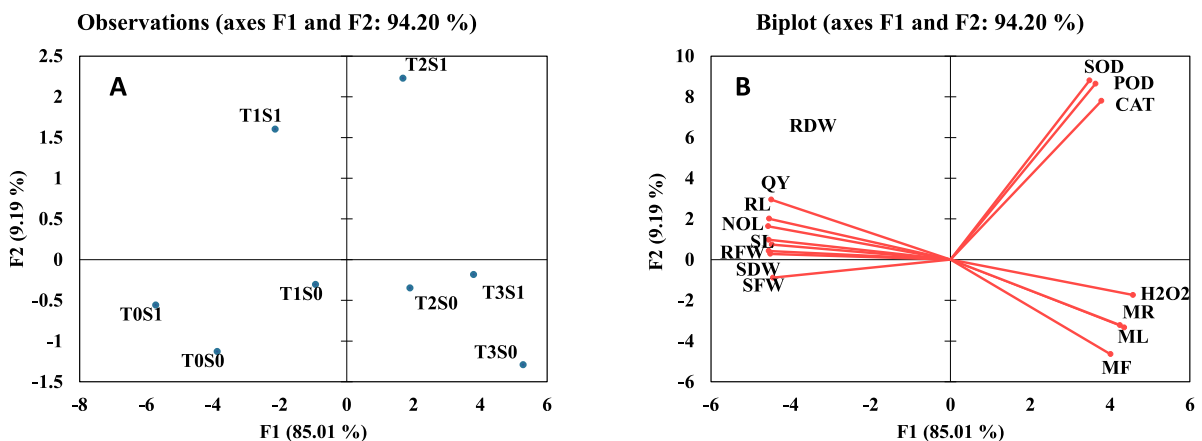 Observations (axes F1 and F2: 94.20 %)
A
2.5
2
1.5
1
0.5
0
-0.5
-1
-1.5
F2 (9.19 %)
T2S1
T1S1
T1S0
T3S1
T2S0
T0S1
T0S0
T3S0
-8 -6 -4 -2 0 2 4 6
F1 (85.01 %)
Biplot (axes F1 and F2: 94.20 %)
B
10
8
6
4
2
0
-2
-4
-6
F2 (9.19 %)
SOD
POD
CAT
RDW
QY
RL
NOL
SL
RFW
SDW
SFW
H2O2
MR
ML
MF
-6 -4 -2 0 2 4 6
F1 (85.01 %)